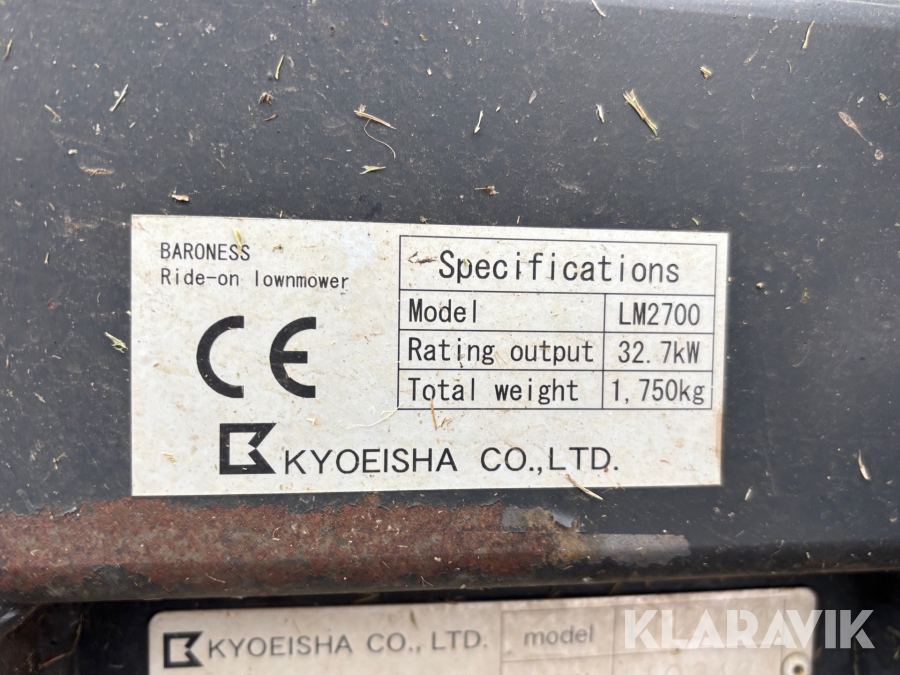 BARONESS
Ride-on lownmower
CE
Specifications
Model LM2700
Rating output 32.7kW
Total weight 1,750kg
KYOEISHA CO.,LTD.
KYOEISHA CO., LTD. model
KLARAVIK